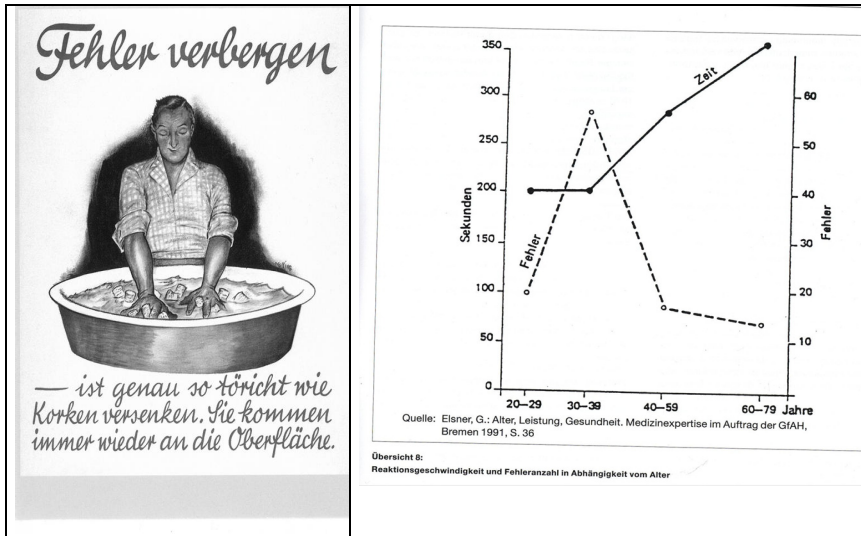 Fehler verbergen
— ist genau so töricht wie
Korken versenken. Sie kommen
immer wieder an die Oberfläche.
350
300
250
200
150
100
50
0
Sekunden
Zeit
Fehler
60
50
40
30
20
10
Fehler
20–29 30–39 40–59 60–79 Jahre
Quelle: Elsner, G.: Alter, Leistung, Gesundheit. Medizinexpertise im Auftrag der GfAH,
Bremen 1991, S. 36
Übersicht 8:
Reaktionsgeschwindigkeit und Fehleranzahl in Abhängigkeit vom Alter